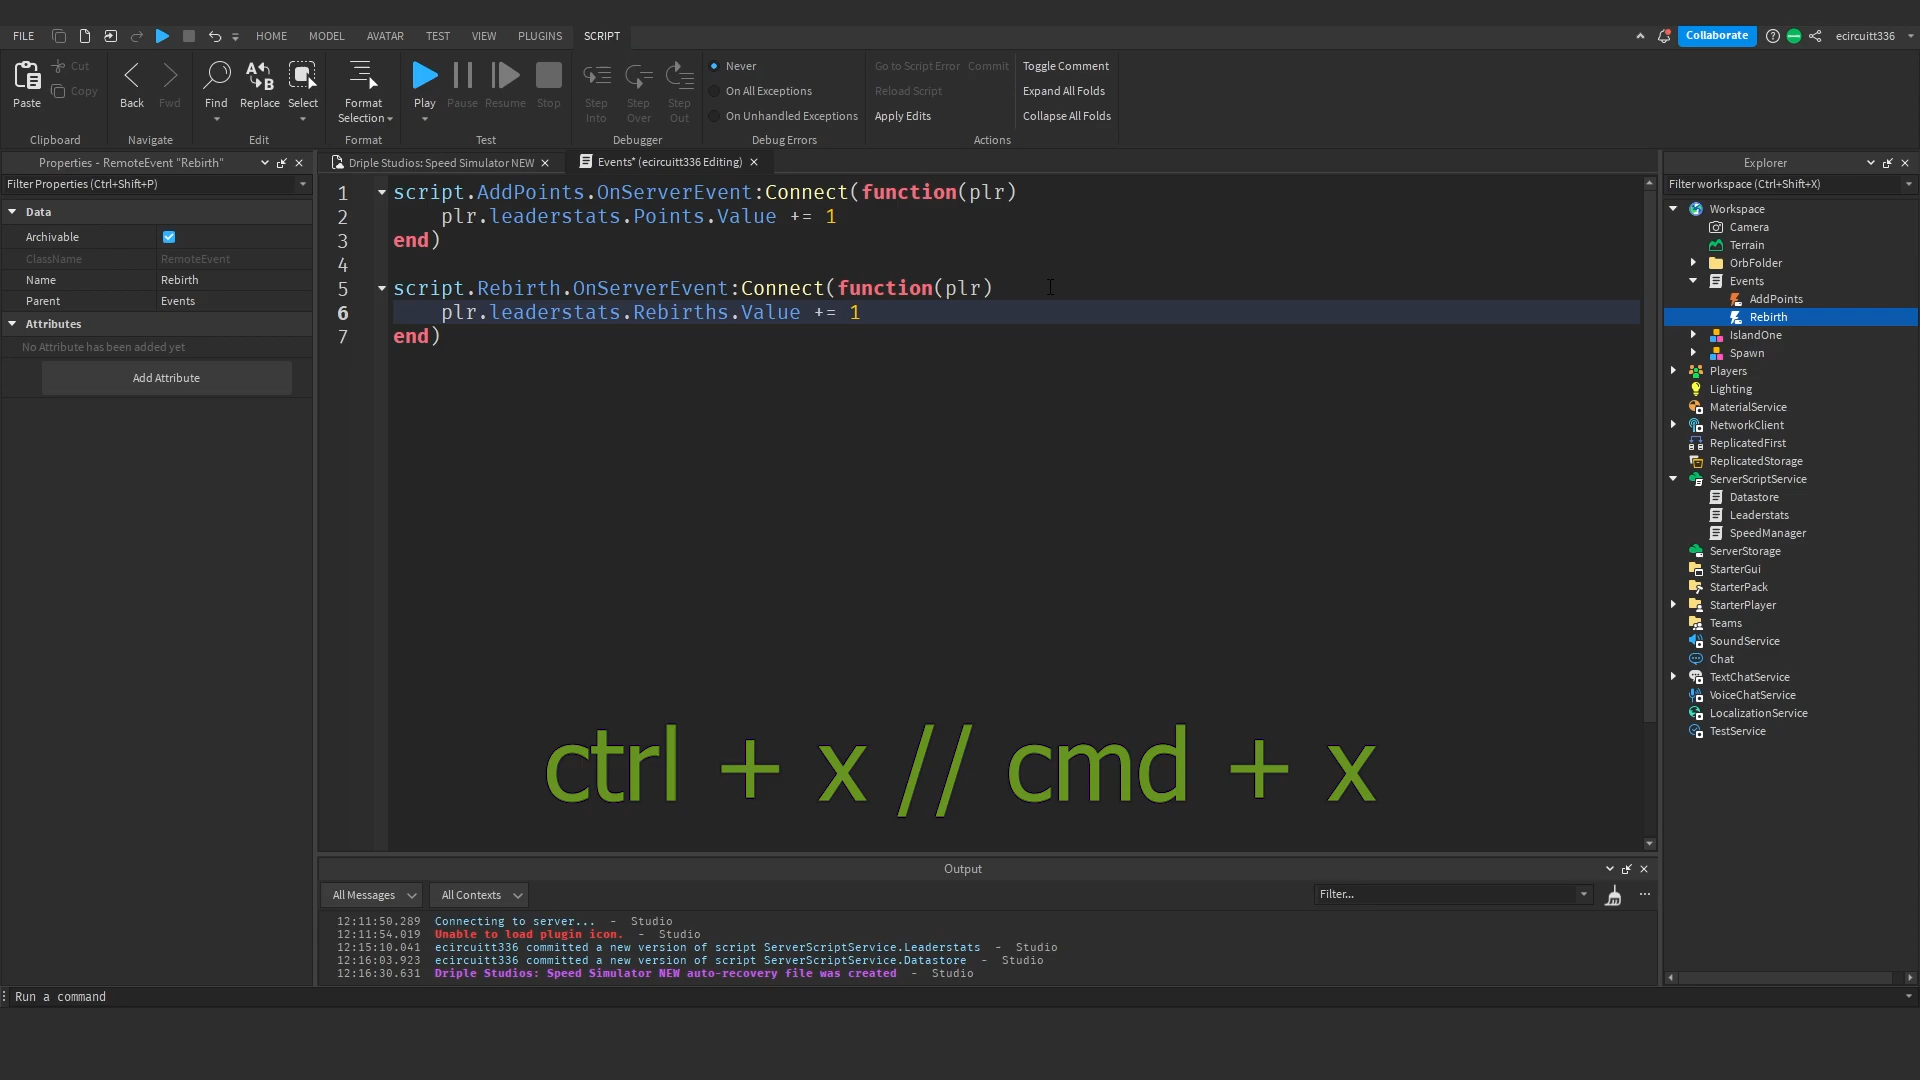 FILE HOME MODEL AVATAR TEST VIEW PLUGINS SCRIPT Collaborate ecircuitt336
Paste Cut Copy Clipboard
Back Fwd Navigate
Find Replace Select Edit
Format Selection Format
Play Pause Resume Stop Test
Step Into Step Over Step Out Debugger
Never
On All Exceptions
On Unhandled Exceptions
Debug Errors
Go to Script Error Commit
Reload Script
Apply Edits
Toggle Comment
Expand All Folds
Collapse All Folds
Actions
Properties - RemoteEvent "Rebirth"
Filter Properties (Ctrl+Shift+P)
Data
Archivable
ClassName RemoteEvent
Name Rebirth
Parent Events
Attributes
No Attribute has been added yet
Add Attribute
Driple Studios: Speed Simulator NEW
Events* (ecircuitt336 Editing)
1 script.AddPoints.OnServerEvent:Connect(function(plr)
2 plr.leaderstats.Points.Value += 1
3 end)
4
5 script.Rebirth.OnServerEvent:Connect(function(plr)
6 plr.leaderstats.Rebirths.Value += 1
7 end)
ctrl + x // cmd + x
Output
All Messages All Contexts Filter... ...
12:11:50.289 Connecting to server... - Studio
12:11:54.019 Unable to load plugin icon. - Studio
12:15:10.041 ecircuitt336 committed a new version of script ServerScriptService.Leaderstats - Studio
12:16:03.923 ecircuitt336 committed a new version of script ServerScriptService.Datastore - Studio
12:16:30.631 Driple Studios: Speed Simulator NEW auto-recovery file was created - Studio
Run a command
Explorer
Filter workspace (Ctrl+Shift+X)
Workspace
Camera
Terrain
OrbFolder
Events
AddPoints
Rebirth
IslandOne
Spawn
Players
Lighting
MaterialService
NetworkClient
ReplicatedFirst
ReplicatedStorage
ServerScriptService
Datastore
Leaderstats
SpeedManager
ServerStorage
StarterGui
StarterPack
StarterPlayer
Teams
SoundService
Chat
TextChatService
VoiceChatService
LocalizationService
TestService